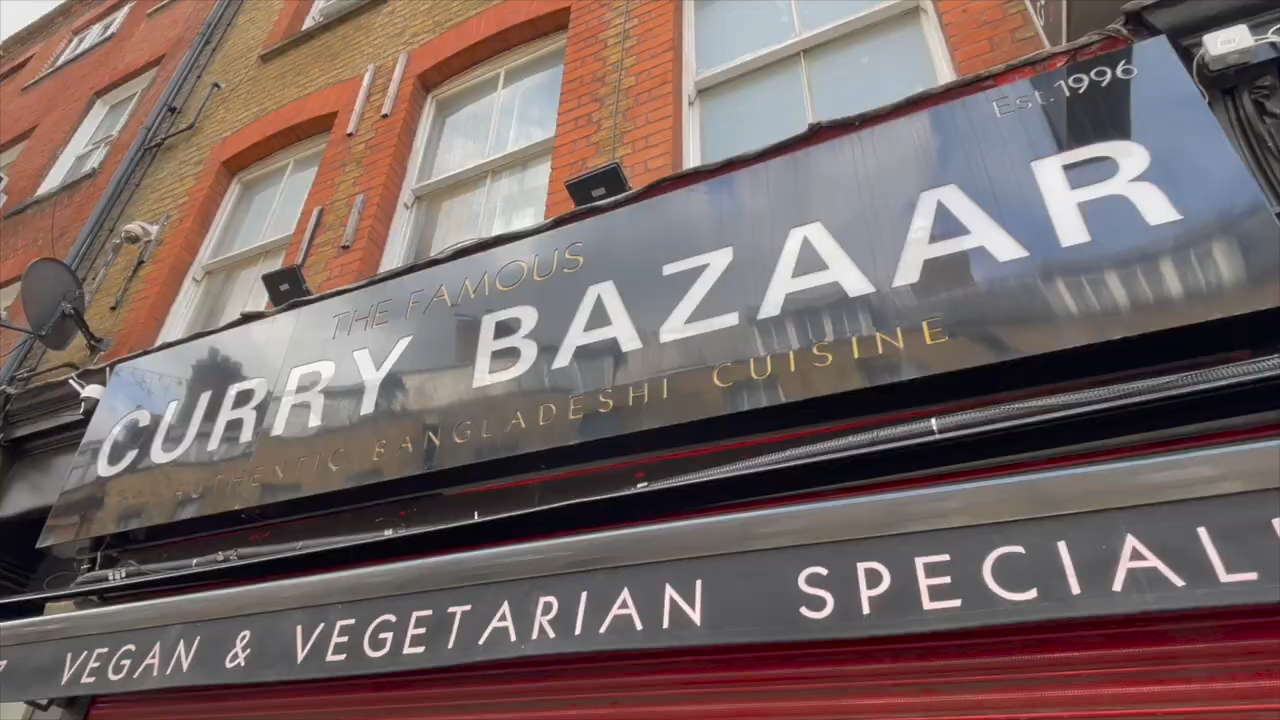 Est.1996
THE FAMOUS
CURRY BAZAAR
AUTHENTIC BANGLADESHI CUISINE
VEGAN & VEGETARIAN SPECIAL